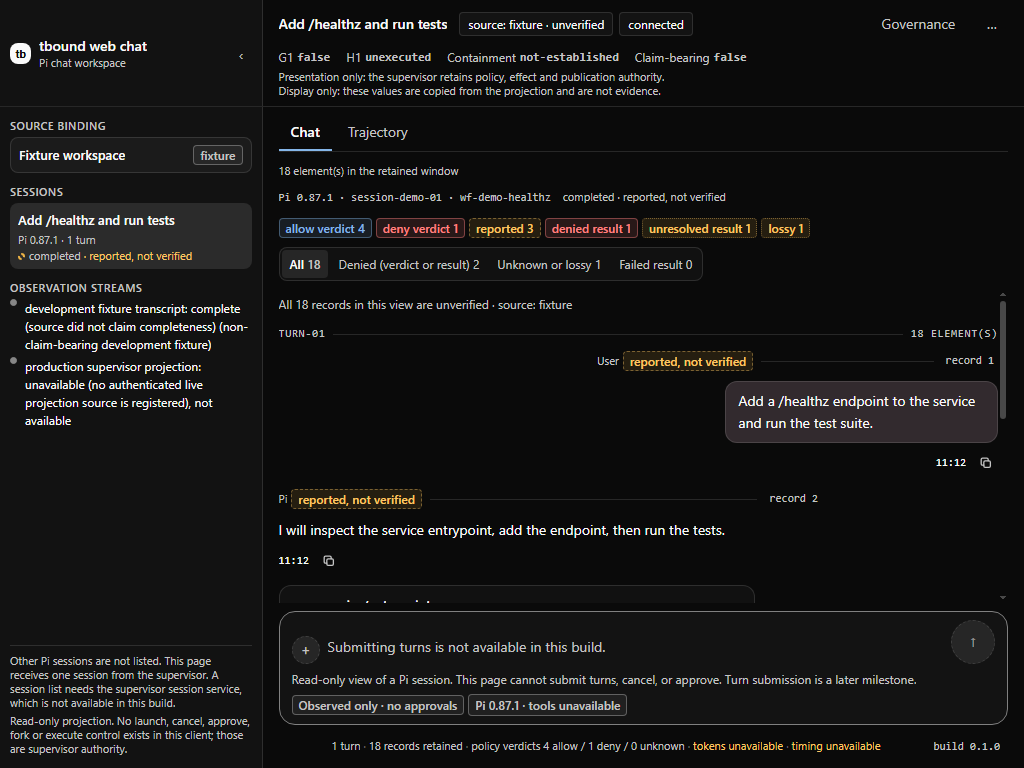 tb
tbound web chat
Pi chat workspace
SOURCE BINDING
Fixture workspace
fixture
SESSIONS
Add /healthz and run tests
Pi 0.87.1 · 1 turn
completed · reported, not verified
OBSERVATION STREAMS
development fixture transcript: complete
(source did not claim completeness) (non-
claim-bearing development fixture)
production supervisor projection:
unavailable (no authenticated live
projection source is registered), not
available
Other Pi sessions are not listed. This page
receives one session from the supervisor. A
session list needs the supervisor session service,
which is not available in this build.
Read-only projection. No launch, cancel, approve,
fork or execute control exists in this client; those
are supervisor authority.
Add /healthz and run tests
source: fixture · unverified
connected
Governance
...
G1 false H1 unexecuted Containment not-established Claim-bearing false
Presentation only: the supervisor retains policy, effect and publication authority.
Display only: these values are copied from the projection and are not evidence.
Chat
Trajectory
18 element(s) in the retained window
Pi 0.87.1 · session-demo-01 · wf-demo-healthz completed · reported, not verified
allow verdict 4
deny verdict 1
reported 3
denied result 1
unresolved result 1
lossy 1
All 18
Denied (verdict or result) 2
Unknown or lossy 1
Failed result 0
All 18 records in this view are unverified · source: fixture
TURN-01
18 ELEMENT(S)
User reported, not verified
record 1
Add a /healthz endpoint to the service
and run the test suite.
11:12
Pi reported, not verified
record 2
I will inspect the service entrypoint, add the endpoint, then run the tests.
11:12
+
Submitting turns is not available in this build.
↑
Read-only view of a Pi session. This page cannot submit turns, cancel, or approve. Turn submission is a later milestone.
Observed only · no approvals
Pi 0.87.1 · tools unavailable
1 turn · 18 records retained · policy verdicts 4 allow / 1 deny / 0 unknown · tokens unavailable · timing unavailable
build 0.1.0